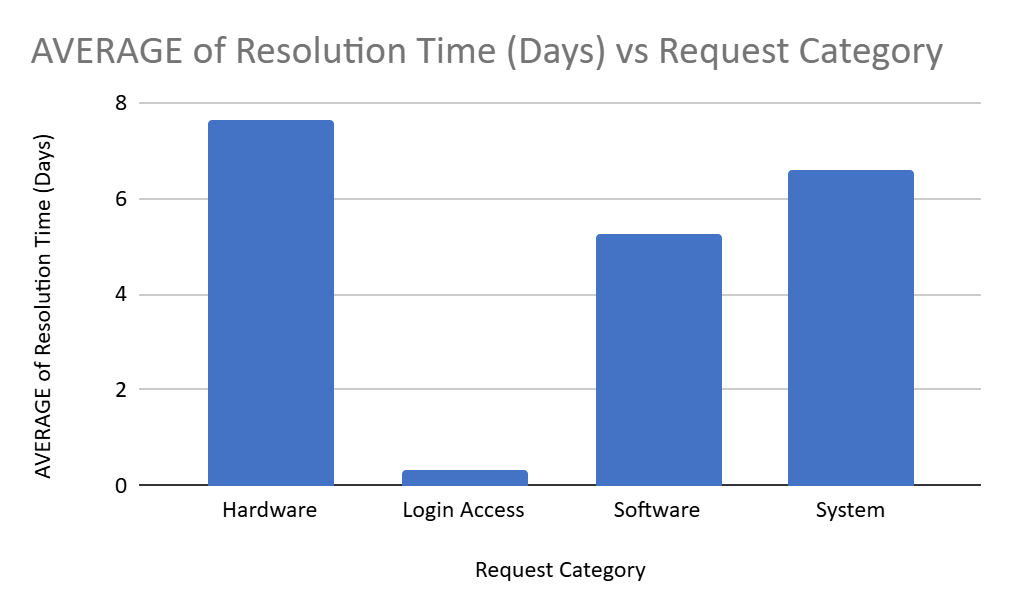 AVERAGE of Resolution Time (Days) vs Request Category
AVERAGE of Resolution Time (Days)
8
6
4
2
0
Hardware
Login Access
Software
System
Request Category